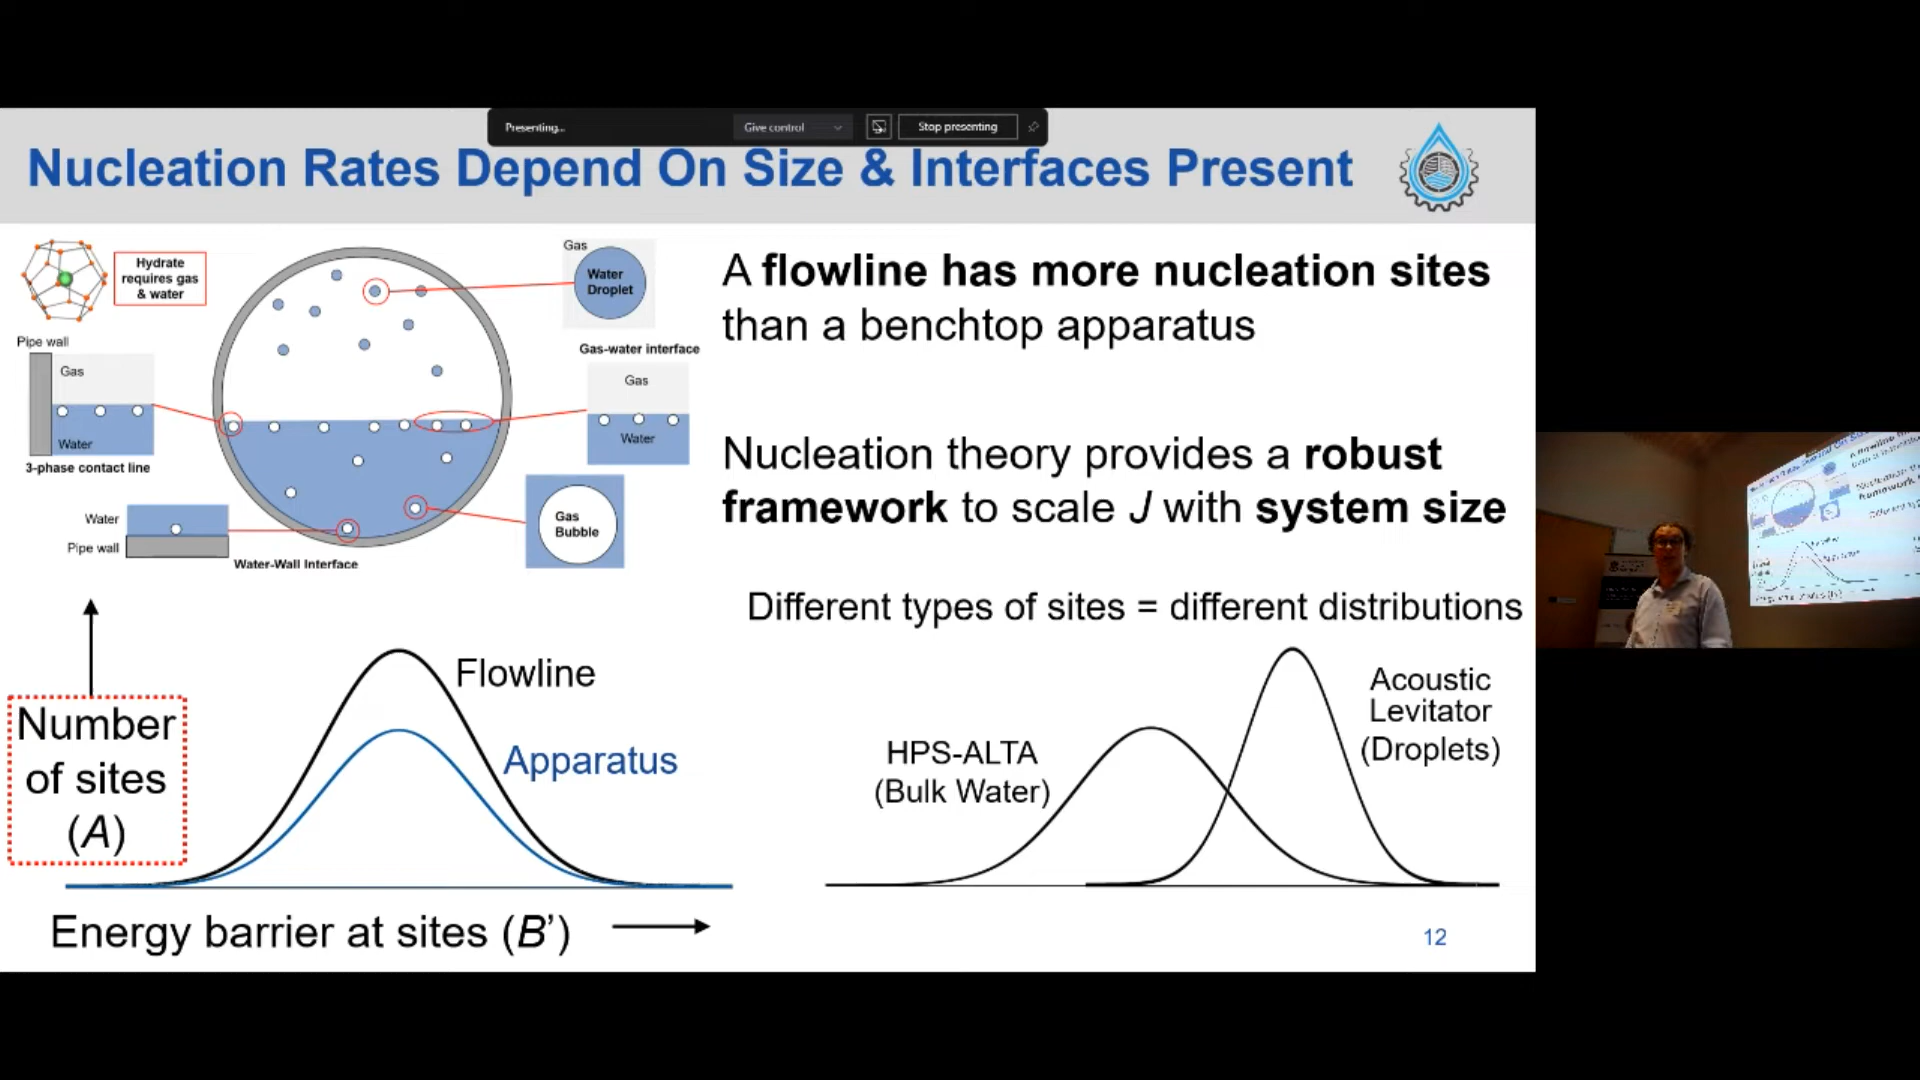 Presenting...
Give control
Stop presenting
Nucleation Rates Depend On Size & Interfaces Present
Hydrate
requires gas
& water
Gas
Water
Droplet
Gas-water interface
Gas
Water
Pipe wall
Gas
Water
3-phase contact line
Water
Pipe wall
Water-Wall Interface
Gas
Bubble
A flowline has more nucleation sites
than a benchtop apparatus
Nucleation theory provides a robust
framework to scale J with system size
Different types of sites = different distributions
Number
of sites
(A)
Flowline
Apparatus
Energy barrier at sites (B’)
HPS-ALTA
(Bulk Water)
Acoustic
Levitator
(Droplets)
12